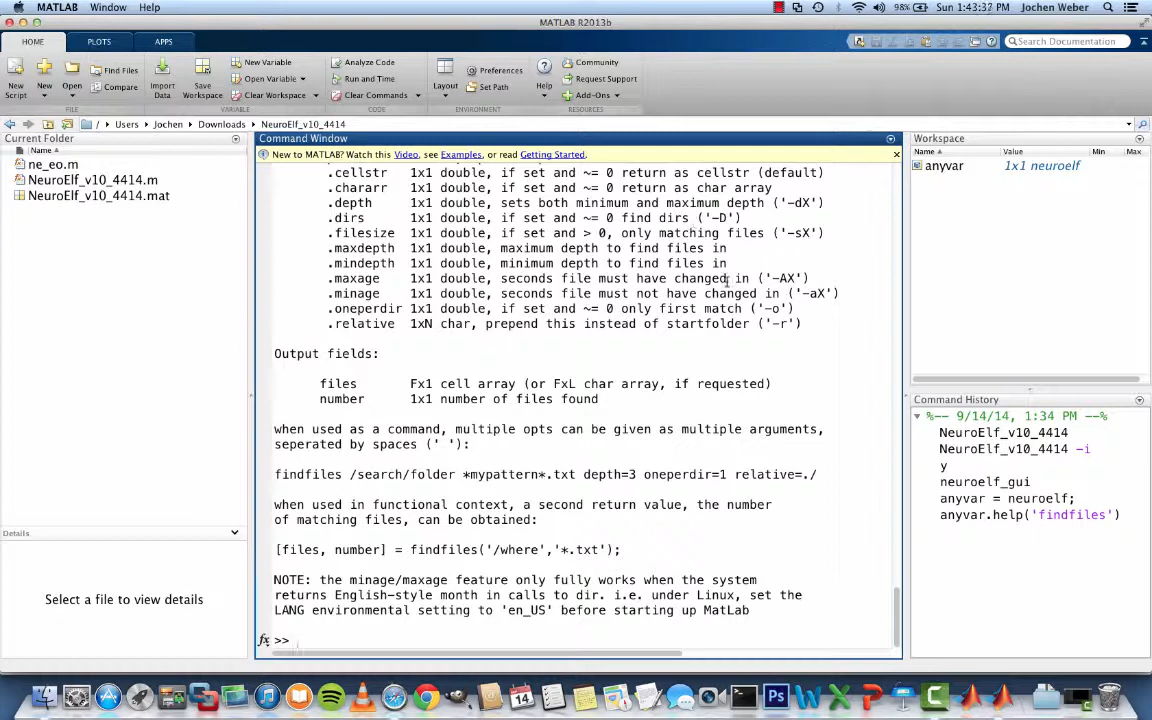 MATLAB Window Help 98% Sun 1:43:33 PM Jochen Weber
MATLAB R2013b
HOME PLOTS APPS Search Documentation
New Script
New
Open
Find Files
Compare
FILE
Import Data
Save Workspace
New Variable
Open Variable
Clear Workspace
VARIABLE
Analyze Code
Run and Time
Clear Commands
CODE
Layout
Preferences
Set Path
ENVIRONMENT
Help
Community
Request Support
Add-Ons
RESOURCES
/ Users Jochen Downloads NeuroElf_v10_4414
Current Folder
Name
ne_eo.m
NeuroElf_v10_4414.m
NeuroElf_v10_4414.mat
Details
Select a file to view details
Command Window
New to MATLAB? Watch this Video, see Examples, or read Getting Started.
.cellstr 1x1 double, if set and ~= 0 return as cellstr (default)
.chararr 1x1 double, if set and ~= 0 return as char array
.depth 1x1 double, sets both minimum and maximum depth ('-dX')
.dirs 1x1 double, if set and ~= 0 find dirs ('-D')
.filesize 1x1 double, if set and > 0, only matching files ('-sX')
.maxdepth 1x1 double, maximum depth to find files in
.mindepth 1x1 double, minimum depth to find files in
.maxage 1x1 double, seconds file must have changed in ('-AX')
.minage 1x1 double, seconds file must not have changed in ('-aX')
.oneperdir 1x1 double, if set and ~= 0 only first match ('-o')
.relative 1xN char, prepend this instead of startfolder ('-r')
Output fields:
files Fx1 cell array (or FxL char array, if requested)
number 1x1 number of files found
when used as a command, multiple opts can be given as multiple arguments,
seperated by spaces (' '):
findfiles /search/folder *mypattern*.txt depth=3 oneperdir=1 relative=./
when used in functional context, a second return value, the number
of matching files, can be obtained:
[files, number] = findfiles('/where','*.txt');
NOTE: the minage/maxage feature only fully works when the system
returns English-style month in calls to dir. i.e. under Linux, set the
LANG environmental setting to 'en_US' before starting up MatLab
fx >>
Workspace
Name Value Min Max
anyvar 1x1 neuroelf
Command History
%-- 9/14/14, 1:34 PM --%
NeuroElf_v10_4414
NeuroElf_v10_4414 -i
y
neuroelf_gui
anyvar = neuroelf;
anyvar.help('findfiles')